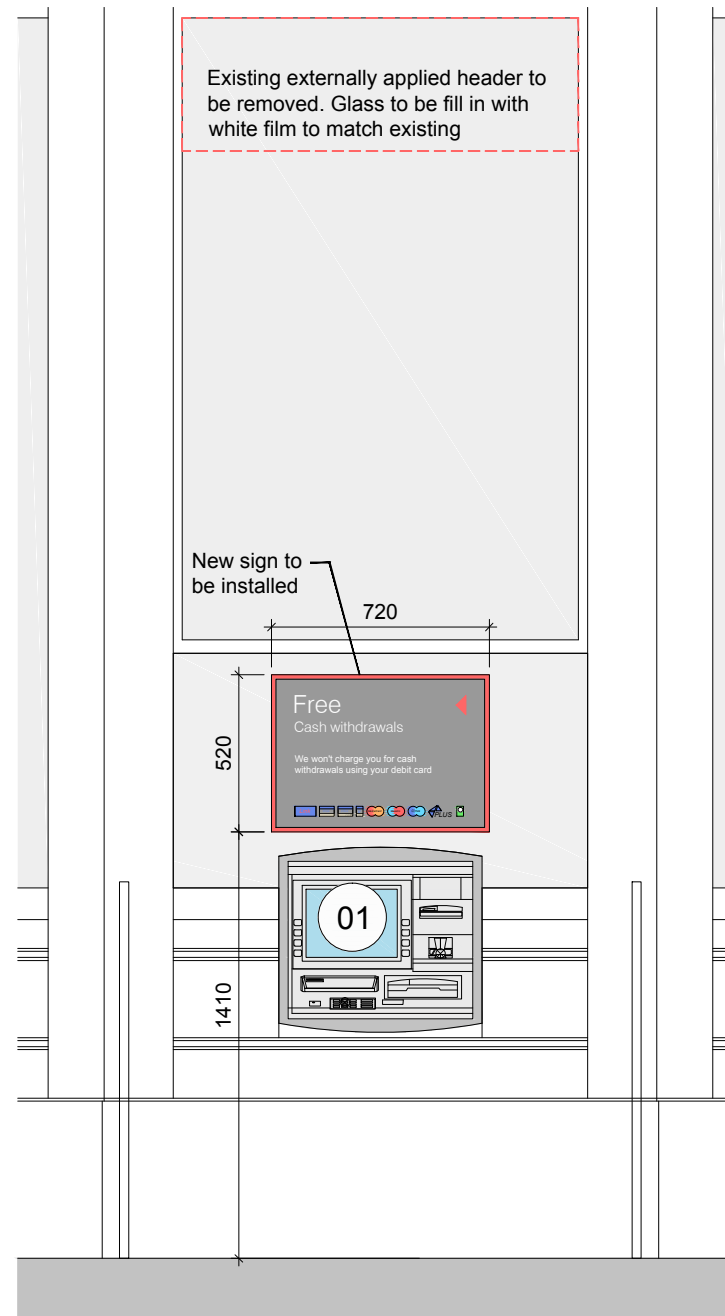 Existing externally applied header to
be removed. Glass to be fill in with
white film to match existing
New sign to
be installed
720
520
Free
Cash withdrawals
We won't charge you for cash
withdrawals using your debit card
PLUS
01
1410